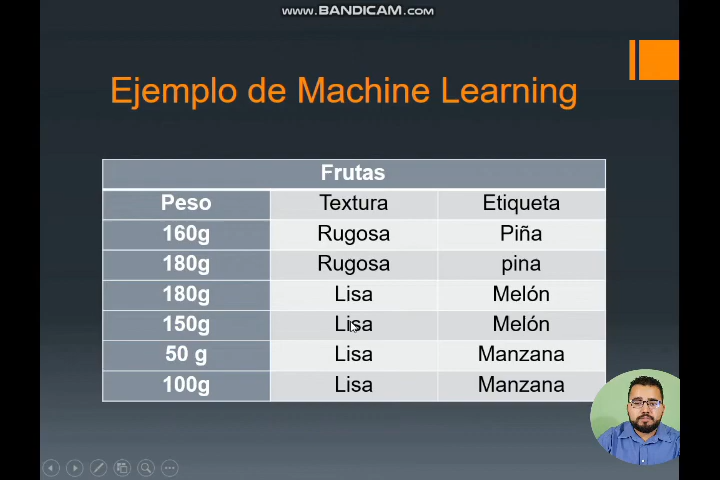 www.BANDICAM.com
Ejemplo de Machine Learning
Frutas
Peso Textura Etiqueta
160g Rugosa Piña
180g Rugosa pina
180g Lisa Melón
150g Lisa Melón
50 g Lisa Manzana
100g Lisa Manzana